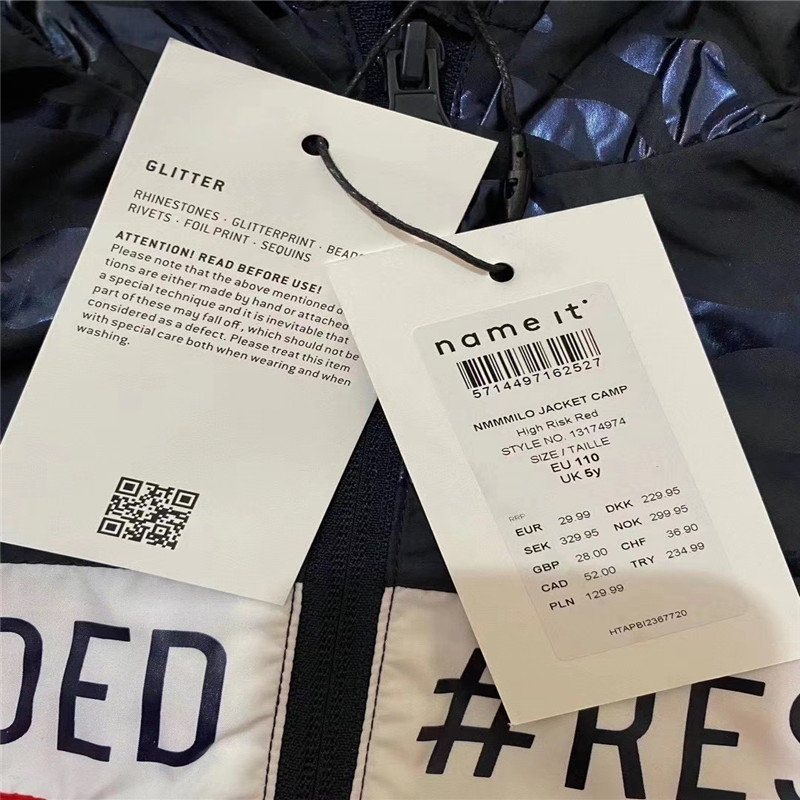 GLITTER
RHINESTONES · GLITTERPRINT · BEADS
RIVETS · FOIL PRINT · SEQUINS
ATTENTION! READ BEFORE USE!
Please note that the above mentioned
tions are either made by hand or attached
a special technique and it is inevitable that
part of these may fall off, which should not be
considered as a defect. Please treat this item
with special care both when wearing and when
washing.
name it
5714497162527
NMMMILO JACKET CAMP
High Risk Red
STYLE NO. 13174974
SIZE / TAILLE
EU 110
UK 5y
RRP
EUR 29.99 DKK 229.95
SEK 329.95 NOK 299.95
GBP 28.00 CHF 36.90
CAD 52.00 TRY 234.99
PLN 129.99
HTAPBI2367720
DED
#RES